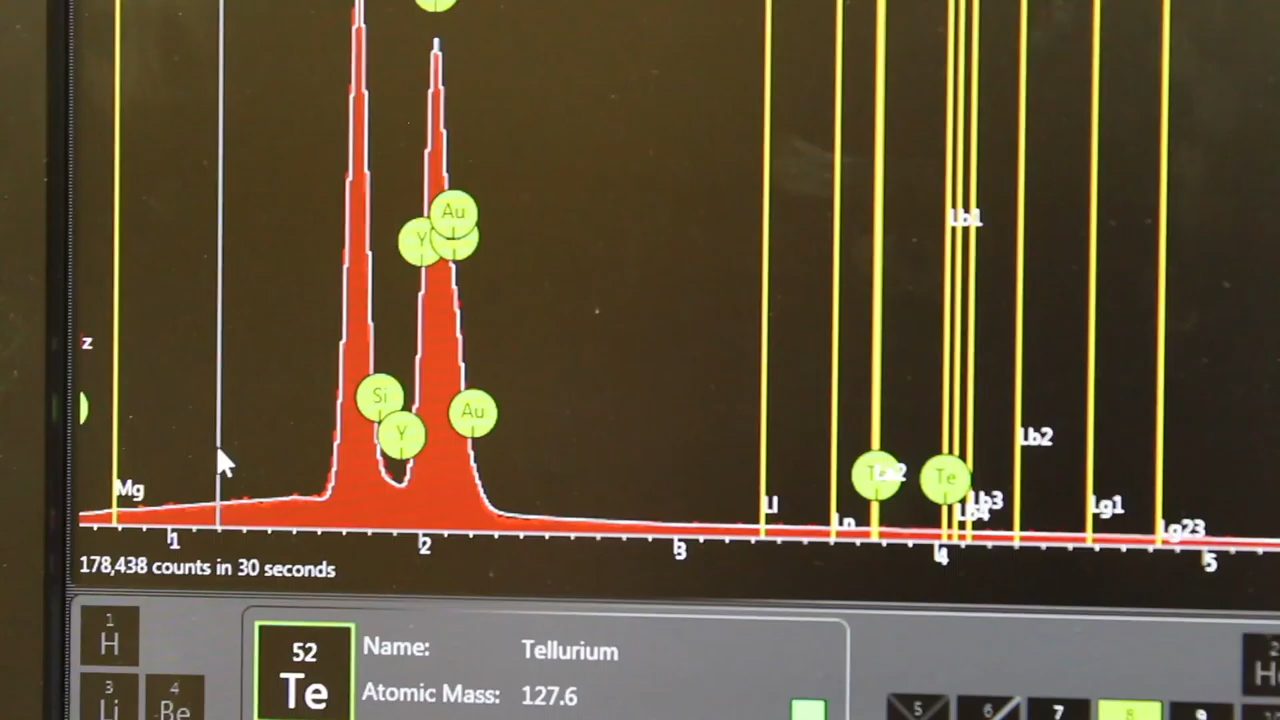 Au
Y
Lb1
z
Si
Au
Y
Lb2
La2
Te
Mg
Ll
Lb3
Lg1
Ln
Lg23
1 2 3 4 5
178,438 counts in 30 seconds
1
H
52
Te
Name: Tellurium
Atomic Mass: 127.6
3
Li
4
Be
5 6 7 8 9